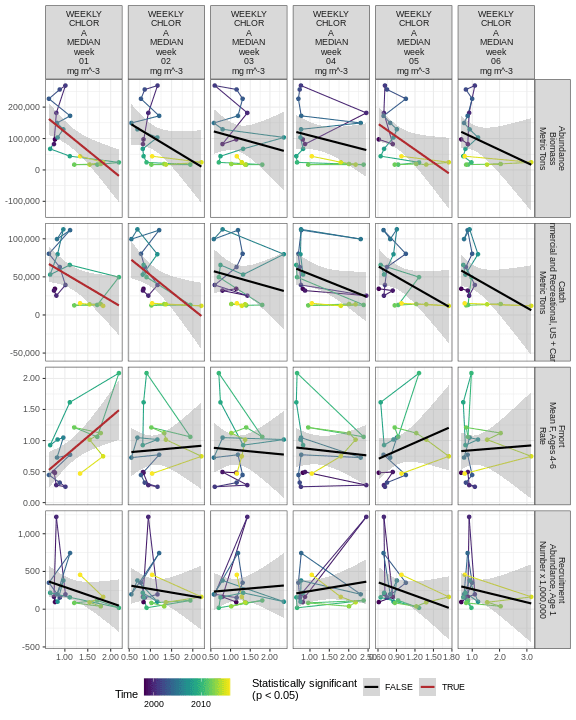 WEEKLY
CHLOR
A
MEDIAN
week
01
mg m^-3
WEEKLY
CHLOR
A
MEDIAN
week
02
mg m^-3
WEEKLY
CHLOR
A
MEDIAN
week
03
mg m^-3
WEEKLY
CHLOR
A
MEDIAN
week
04
mg m^-3
WEEKLY
CHLOR
A
MEDIAN
week
05
mg m^-3
WEEKLY
CHLOR
A
MEDIAN
week
06
mg m^-3
200,000
100,000
0
-100,000
Abundance
Biomass
Metric Tons
100,000
50,000
0
-50,000
Catch
nmercial and Recreational, US + Car
Metric Tons
2.00
1.50
1.00
0.50
0.00
Fmort
Mean F, Ages 4-6
Rate
1,000
500
0
-500
Recruitment
Abundance, Age 1
Number x 1,000,000
1.00 1.50 2.00
0.50 1.00 1.50 2.00
0.50 1.00 1.50 2.00
1.00 1.50 2.00 2.50
0.60 0.90 1.20 1.50 1.80
1.0 2.0 3.0
Time
2000 2010
Statistically significant
(p < 0.05)
FALSE
TRUE